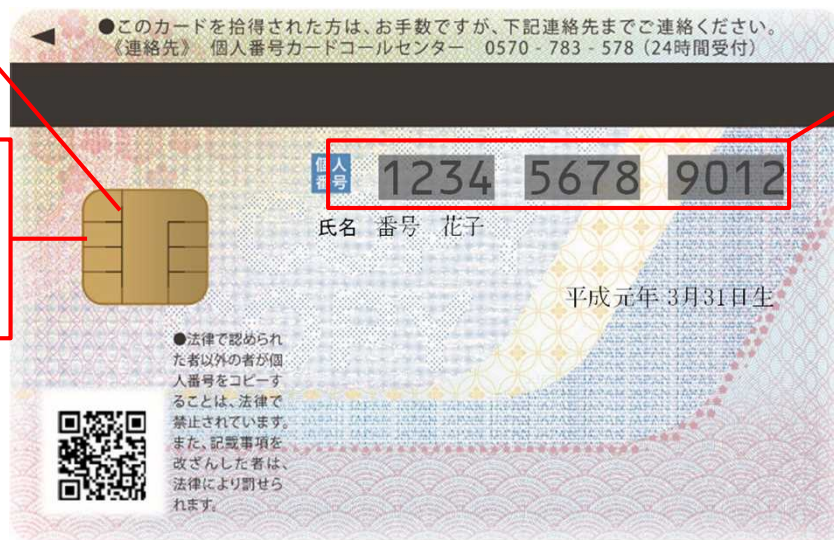 ●このカードを拾得された方は、お手数ですが、下記連絡先までご連絡ください。
《連絡先》 個人番号カードコールセンター 0570 - 783 - 578（24時間受付）
個人番号 1234 5678 9012
氏名 番号 花子
平成元年 3月31日生
●法律で認められ
た者以外の者が個
人番号をコピーす
ることは、法律で
禁止されています。
また、記載事項を
改ざんした者は、
法律により罰せら
れます。